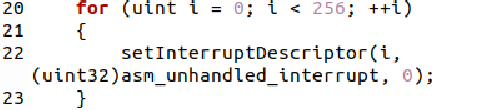 20 for (uint i = 0; i < 256; ++i)
21 {
22 setInterruptDescriptor(i,
(uint32)asm_unhandled_interrupt, 0);
23 }